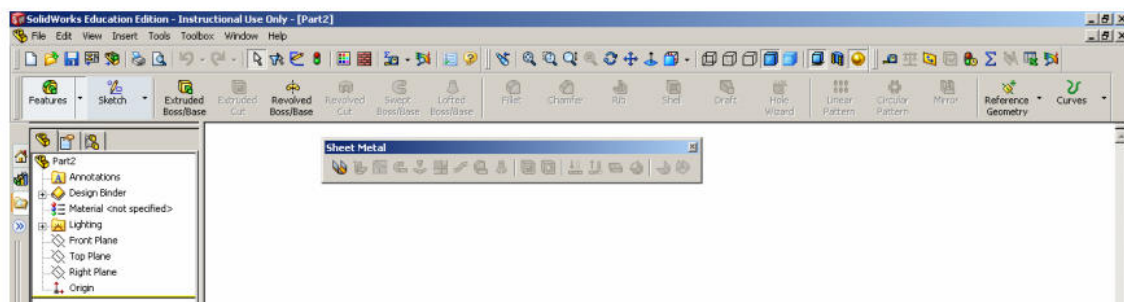 SolidWorks Education Edition - Instructional Use Only - [Part2]
File Edit View Insert Tools Toolbox Window Help
Features Sketch Extruded Boss/Base Extruded Cut Revolved Boss/Base Revolved Cut Swept Boss/Base Lofted Boss/Base Fillet Chamfer Rib Shell Draft Hole Wizard Linear Pattern Circular Pattern Mirror Reference Geometry Curves
Sheet Metal
Part2
Annotations
Design Binder
Material <not specified>
Lighting
Front Plane
Top Plane
Right Plane
Origin